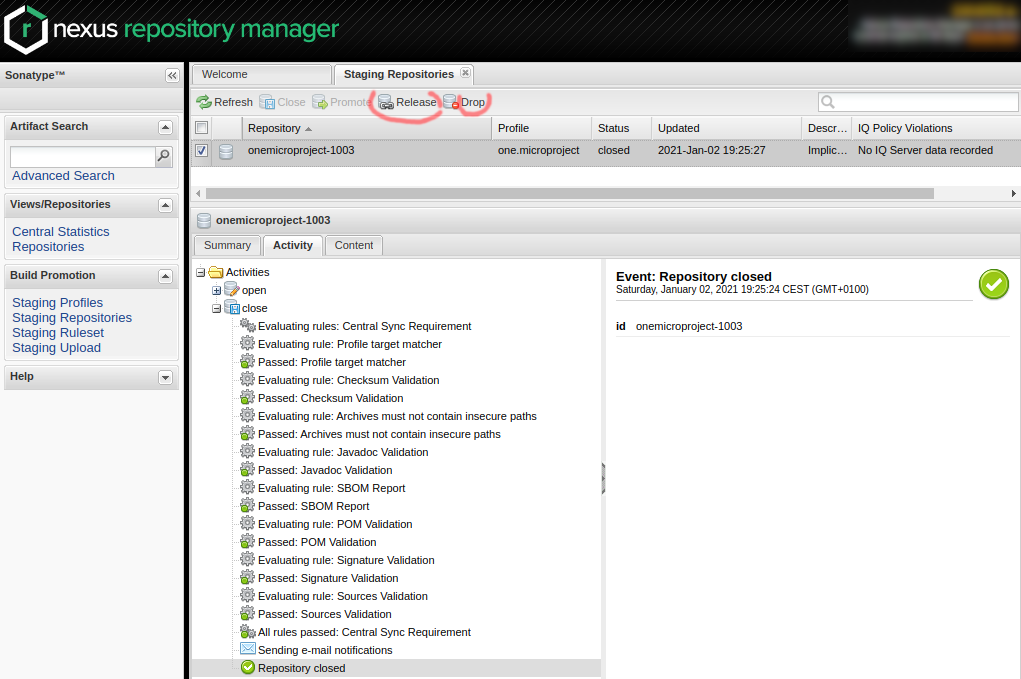 nexus repository manager
Sonatype™
Welcome
Staging Repositories
Refresh Close Promote Release Drop
Artifact Search
Advanced Search
Views/Repositories
Central Statistics
Repositories
Build Promotion
Staging Profiles
Staging Repositories
Staging Ruleset
Staging Upload
Help
Repository Profile Status Updated Descr... IQ Policy Violations
onemicroproject-1003 one.microproject closed 2021-Jan-02 19:25:27 Implic... No IQ Server data recorded
onemicroproject-1003
Summary Activity Content
Activities
open
close
Evaluating rules: Central Sync Requirement
Evaluating rule: Profile target matcher
Passed: Profile target matcher
Evaluating rule: Checksum Validation
Passed: Checksum Validation
Evaluating rule: Archives must not contain insecure paths
Passed: Archives must not contain insecure paths
Evaluating rule: Javadoc Validation
Passed: Javadoc Validation
Evaluating rule: SBOM Report
Passed: SBOM Report
Evaluating rule: POM Validation
Passed: POM Validation
Evaluating rule: Signature Validation
Passed: Signature Validation
Evaluating rule: Sources Validation
Passed: Sources Validation
All rules passed: Central Sync Requirement
Sending e-mail notifications
Repository closed
Event: Repository closed
Saturday, January 02, 2021 19:25:24 CEST (GMT+0100)
id onemicroproject-1003